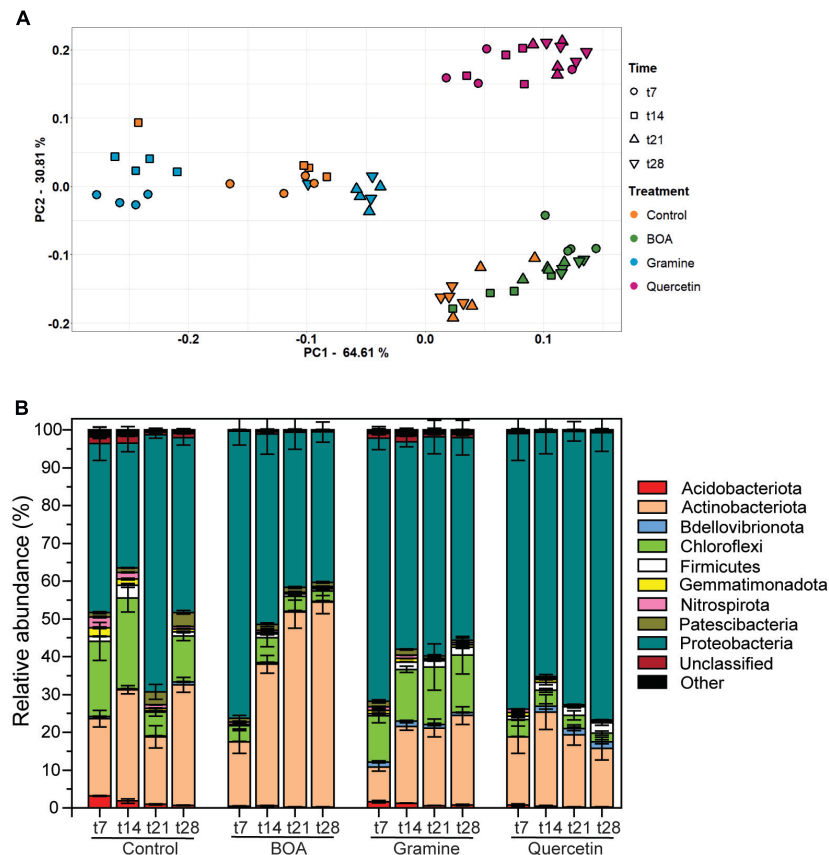 A
0.2
0.1
0.0
-0.1
-0.2
PC2 - 30.81 %
-0.2
-0.1
0.0
0.1
PC1 - 64.61 %
Time
t7
t14
t21
t28
Treatment
Control
BOA
Gramine
Quercetin
B
100
90
80
70
60
50
40
30
20
10
0
Relative abundance (%)
t7 t14 t21 t28 t7 t14 t21 t28 t7 t14 t21 t28 t7 t14 t21 t28
Control BOA Gramine Quercetin
Acidobacteriota
Actinobacteriota
Bdellovibrionota
Chloroflexi
Firmicutes
Gemmatimonadota
Nitrospirota
Patescibacteria
Proteobacteria
Unclassified
Other